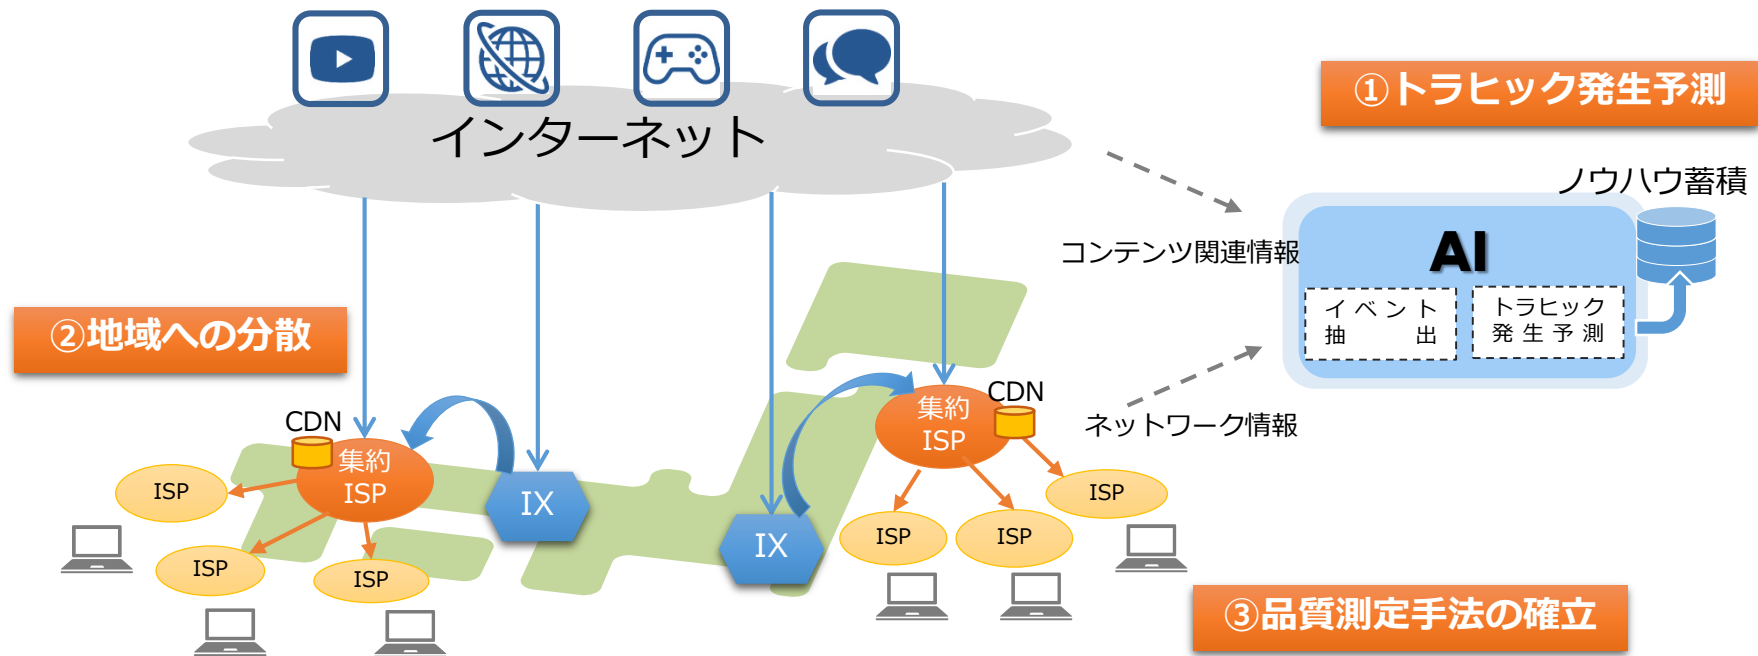 インターネット
①トラヒック発生予測
ノウハウ蓄積
コンテンツ関連情報
AI
イベント
抽出
トラヒック
発生予測
②地域への分散
ネットワーク情報
CDN
集約
ISP
CDN
集約
ISP
ISP
ISP
ISP
IX
IX
ISP
ISP
ISP
③品質測定手法の確立